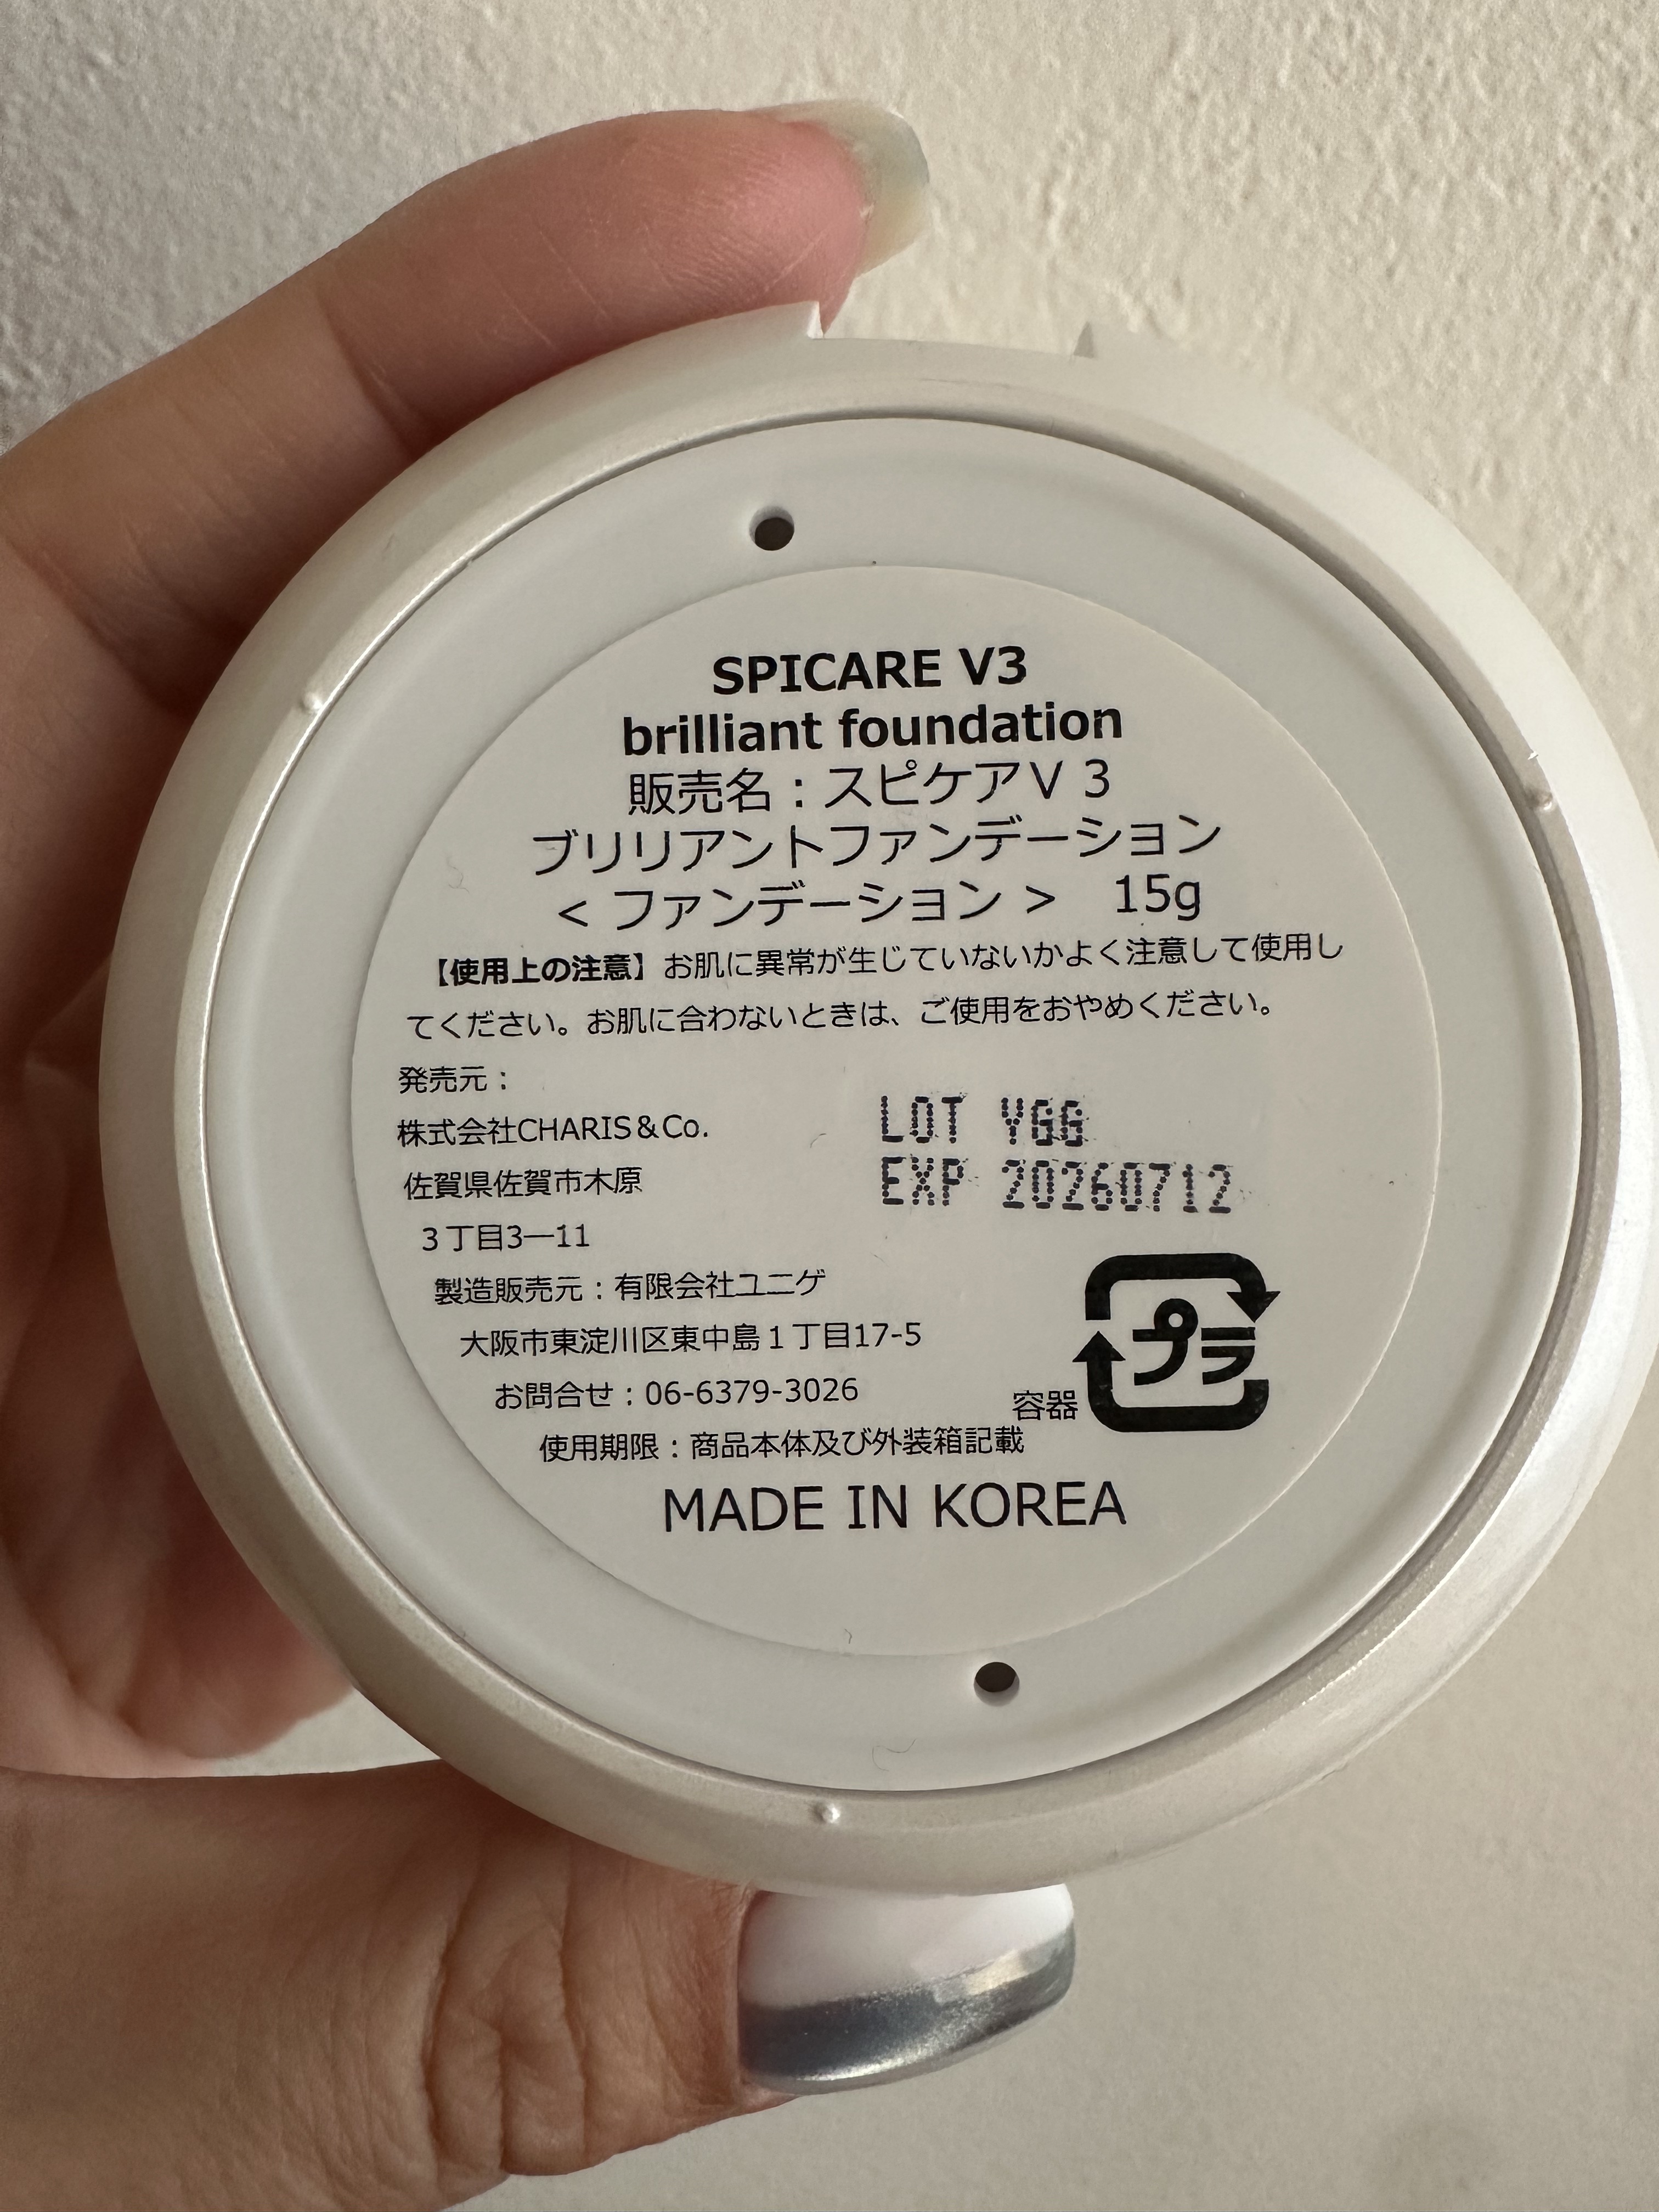 SPICARE V3
brilliant foundation
販売名：スピケアV 3
ブリリアントファンデーション
＜ファンデーション＞ 15g
【使用上の注意】お肌に異常が生じていないかよく注意して使用し
てください。お肌に合わないときは、ご使用をおやめください。
発売元：
株式会社CHARIS＆Co.
佐賀県佐賀市木原
３丁目3―11
LOT
EXP 20260712
製造販売元：有限会社ユニゲ
大阪市東淀川区東中島１丁目17-5
お問合せ：06-6379-3026
使用期限：商品本体及び外装箱記載
容器
プラ
MADE IN KOREA